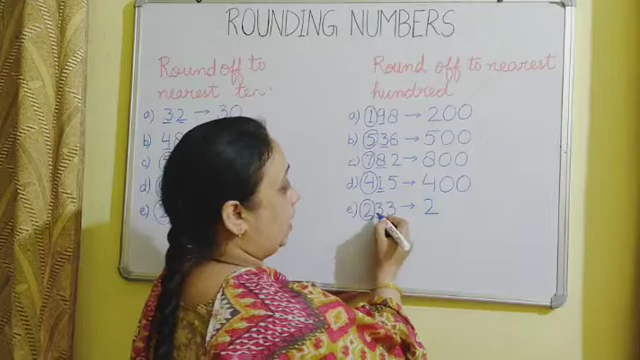 ROUNDING NUMBERS
Round off to
nearest ten.
a) 32 → 30
b) 4
c)
d)
e)
Round off to nearest
hundred
a) 198 → 200
b) 536 → 500
c) 782 → 800
d) 415 → 400
e) 233 → 2